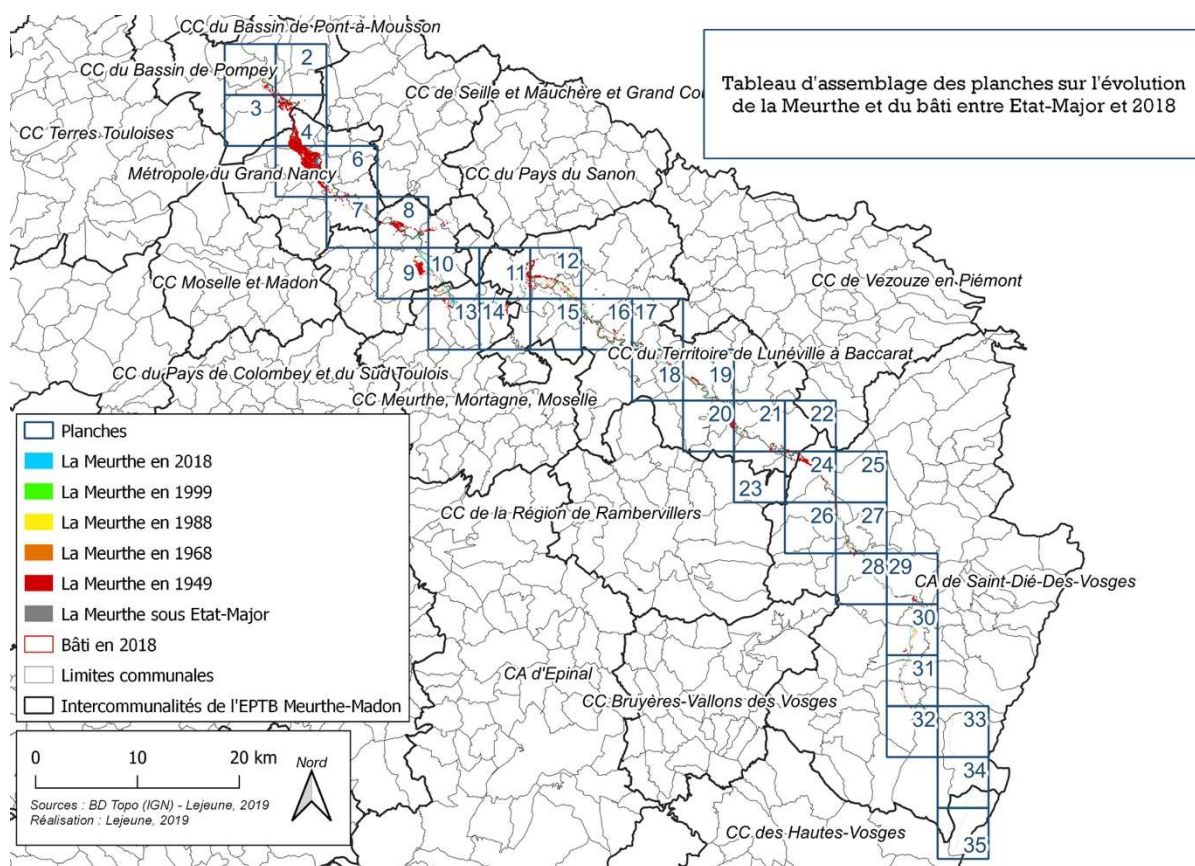 CC du Bassin de Pont-à-Mousson
2
CC du Bassin de Pompey
3
CC de Seille et Mauchère et Grand Cou
Tableau d'assemblage des planches sur l'évolution
de la Meurthe et du bâti entre Etat-Major et 2018
CC Terres Touloises
4
6
Métropole du Grand Nancy
CC du Pays du Sanon
7
8
9
10
11
12
CC Moselle et Madon
CC de Vezouze en Piémont
13
14
15
16
17
CC du Territoire de Lunéville à Baccarat
CC du Pays de Colombey et du Sud Toulois
18
19
CC Meurthe, Mortagne, Moselle
20
21
22
23
24
25
CC de la Région de Rambervillers
26
27
28
29
CA de Saint-Dié-Des-Vosges
30
31
CA d'Epinal
CC Bruyères-Vallons des Vosges
32
33
34
CC des Hautes-Vosges
35
Planches
La Meurthe en 2018
La Meurthe en 1999
La Meurthe en 1988
La Meurthe en 1968
La Meurthe en 1949
La Meurthe sous Etat-Major
Bâti en 2018
Limites communales
Intercommunalités de l'EPTB Meurthe-Madon
0 10 20 km
Nord
Sources : BD Topo (IGN) - Lejeune, 2019
Réalisation : Lejeune, 2019